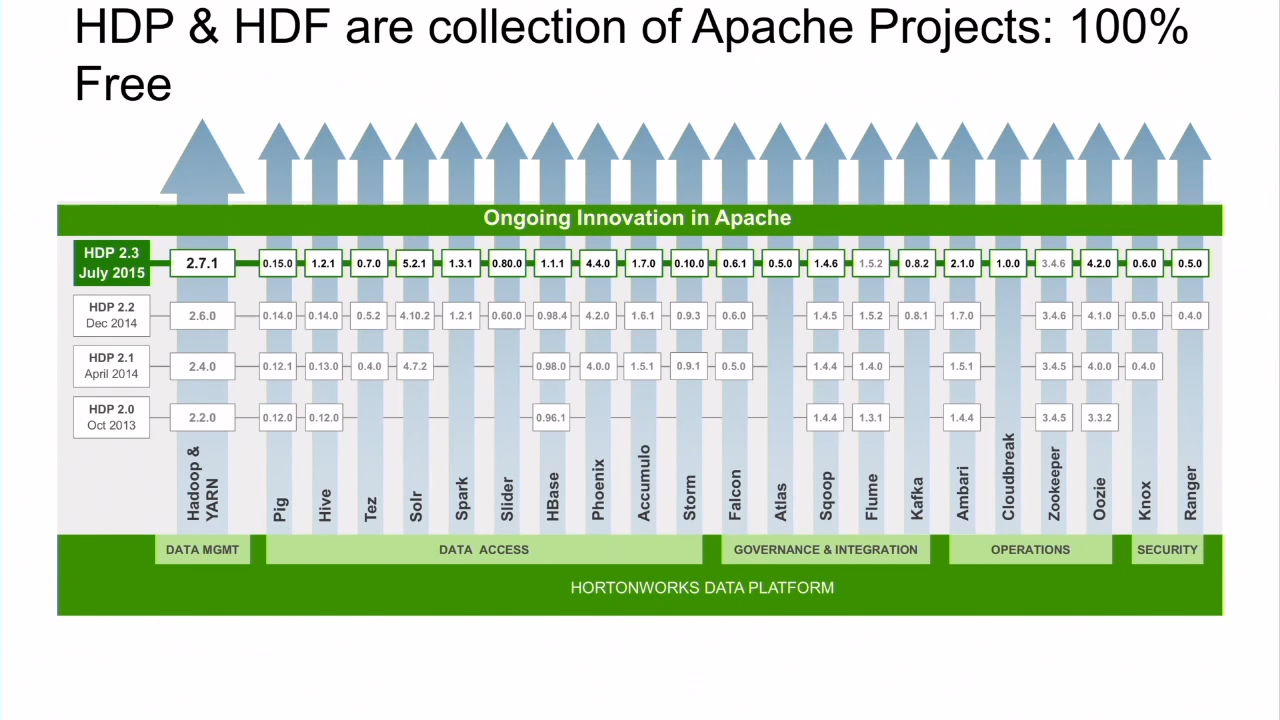 HDP & HDF are collection of Apache Projects: 100%
Free
Ongoing Innovation in Apache
HDP 2.3
July 2015
2.7.1 0.15.0 1.2.1 0.7.0 5.2.1 1.3.1 0.80.0 1.1.1 4.4.0 1.7.0 0.10.0 0.6.1 0.5.0 1.4.6 1.5.2 0.8.2 2.1.0 1.0.0 3.4.6 4.2.0 0.6.0 0.5.0
HDP 2.2
Dec 2014
2.6.0 0.14.0 0.14.0 0.5.2 4.10.2 1.2.1 0.60.0 0.98.4 4.2.0 1.6.1 0.9.3 0.6.0 1.4.5 1.5.2 0.8.1 1.7.0 3.4.6 4.1.0 0.5.0 0.4.0
HDP 2.1
April 2014
2.4.0 0.12.1 0.13.0 0.4.0 4.7.2 0.98.0 4.0.0 1.5.1 0.9.1 0.5.0 1.4.4 1.4.0 1.5.1 3.4.5 4.0.0 0.4.0
HDP 2.0
Oct 2013
2.2.0 0.12.0 0.12.0 0.96.1 1.4.4 1.3.1 1.4.4 3.4.5 3.3.2
Hadoop &
YARN
Pig
Hive
Tez
Solr
Spark
Slider
HBase
Phoenix
Accumulo
Storm
Falcon
Atlas
Sqoop
Flume
Kafka
Ambari
Cloudbreak
Zookeeper
Oozie
Knox
Ranger
DATA MGMT
DATA ACCESS
GOVERNANCE & INTEGRATION
OPERATIONS
SECURITY
HORTONWORKS DATA PLATFORM